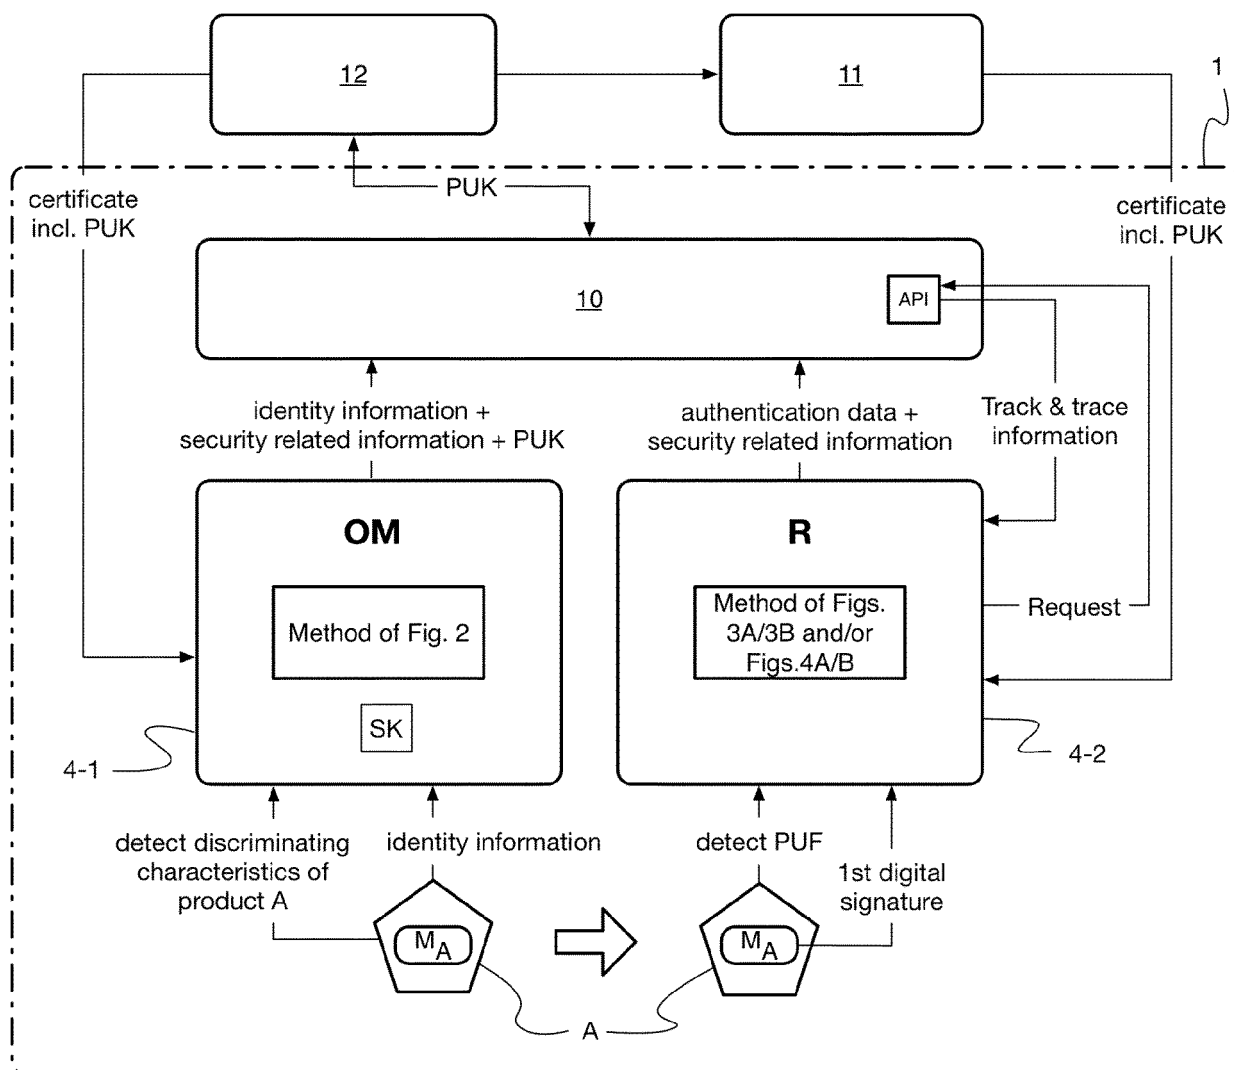 12
11
1
PUK
certificate
incl. PUK
certificate
incl. PUK
10
API
identity information +
security related information + PUK
authentication data +
security related information
Track & trace
information
OM
R
Method of Fig. 2
Method of Figs.
3A/3B and/or
Figs.4A/B
Request
SK
4-1
4-2
detect discriminating
characteristics of
product A
identity information
detect PUF
1st digital
signature
MA
MA
A